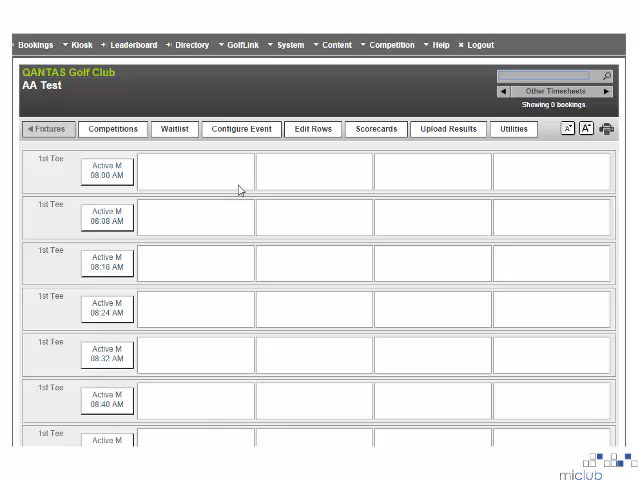 Bookings Kiosk Leaderboard Directory GolfLink System Content Competition Help Logout
QANTAS Golf Club
AA Test
Other Timesheets
Showing 0 bookings.
Fixtures Competitions Waitlist Configure Event Edit Rows Scorecards Upload Results Utilities A A
1st Tee Active M
08:00 AM
1st Tee Active M
08:08 AM
1st Tee Active M
08:16 AM
1st Tee Active M
08:24 AM
1st Tee Active M
08:32 AM
1st Tee Active M
08:40 AM
1st Tee Active M
miclub